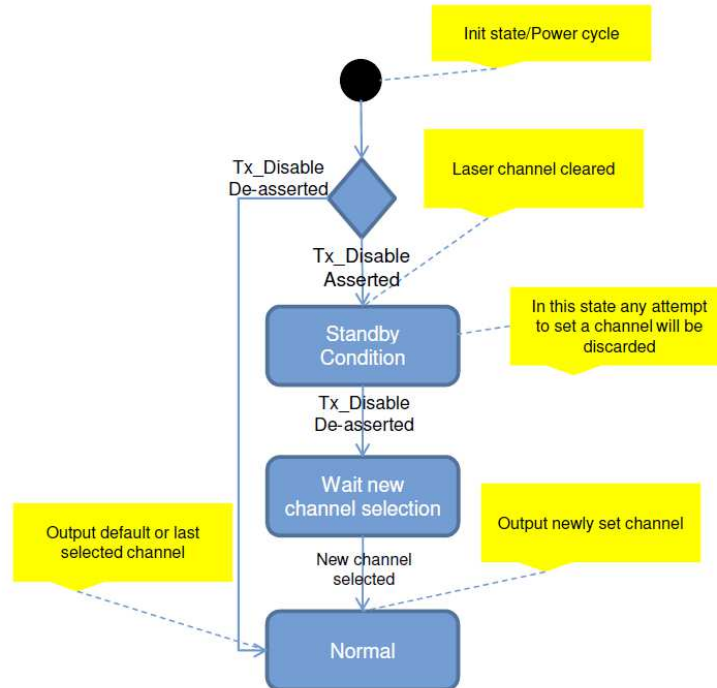 Init state/Power cycle
Tx_Disable
De-asserted
Laser channel cleared
Tx_Disable
Asserted
Standby
Condition
In this state any attempt
to set a channel will be
discarded
Tx_Disable
De-asserted
Wait new
channel selection
Output default or last
selected channel
Output newly set channel
New channel
selected
Normal